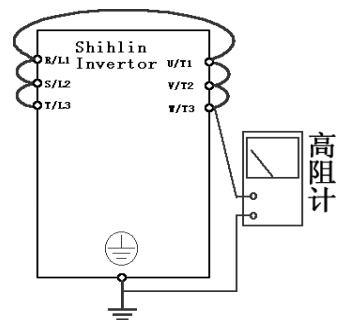 Shihlin
Invertor
R/L1
S/L2
T/L3
U/T1
V/T2
W/T3
高阻计